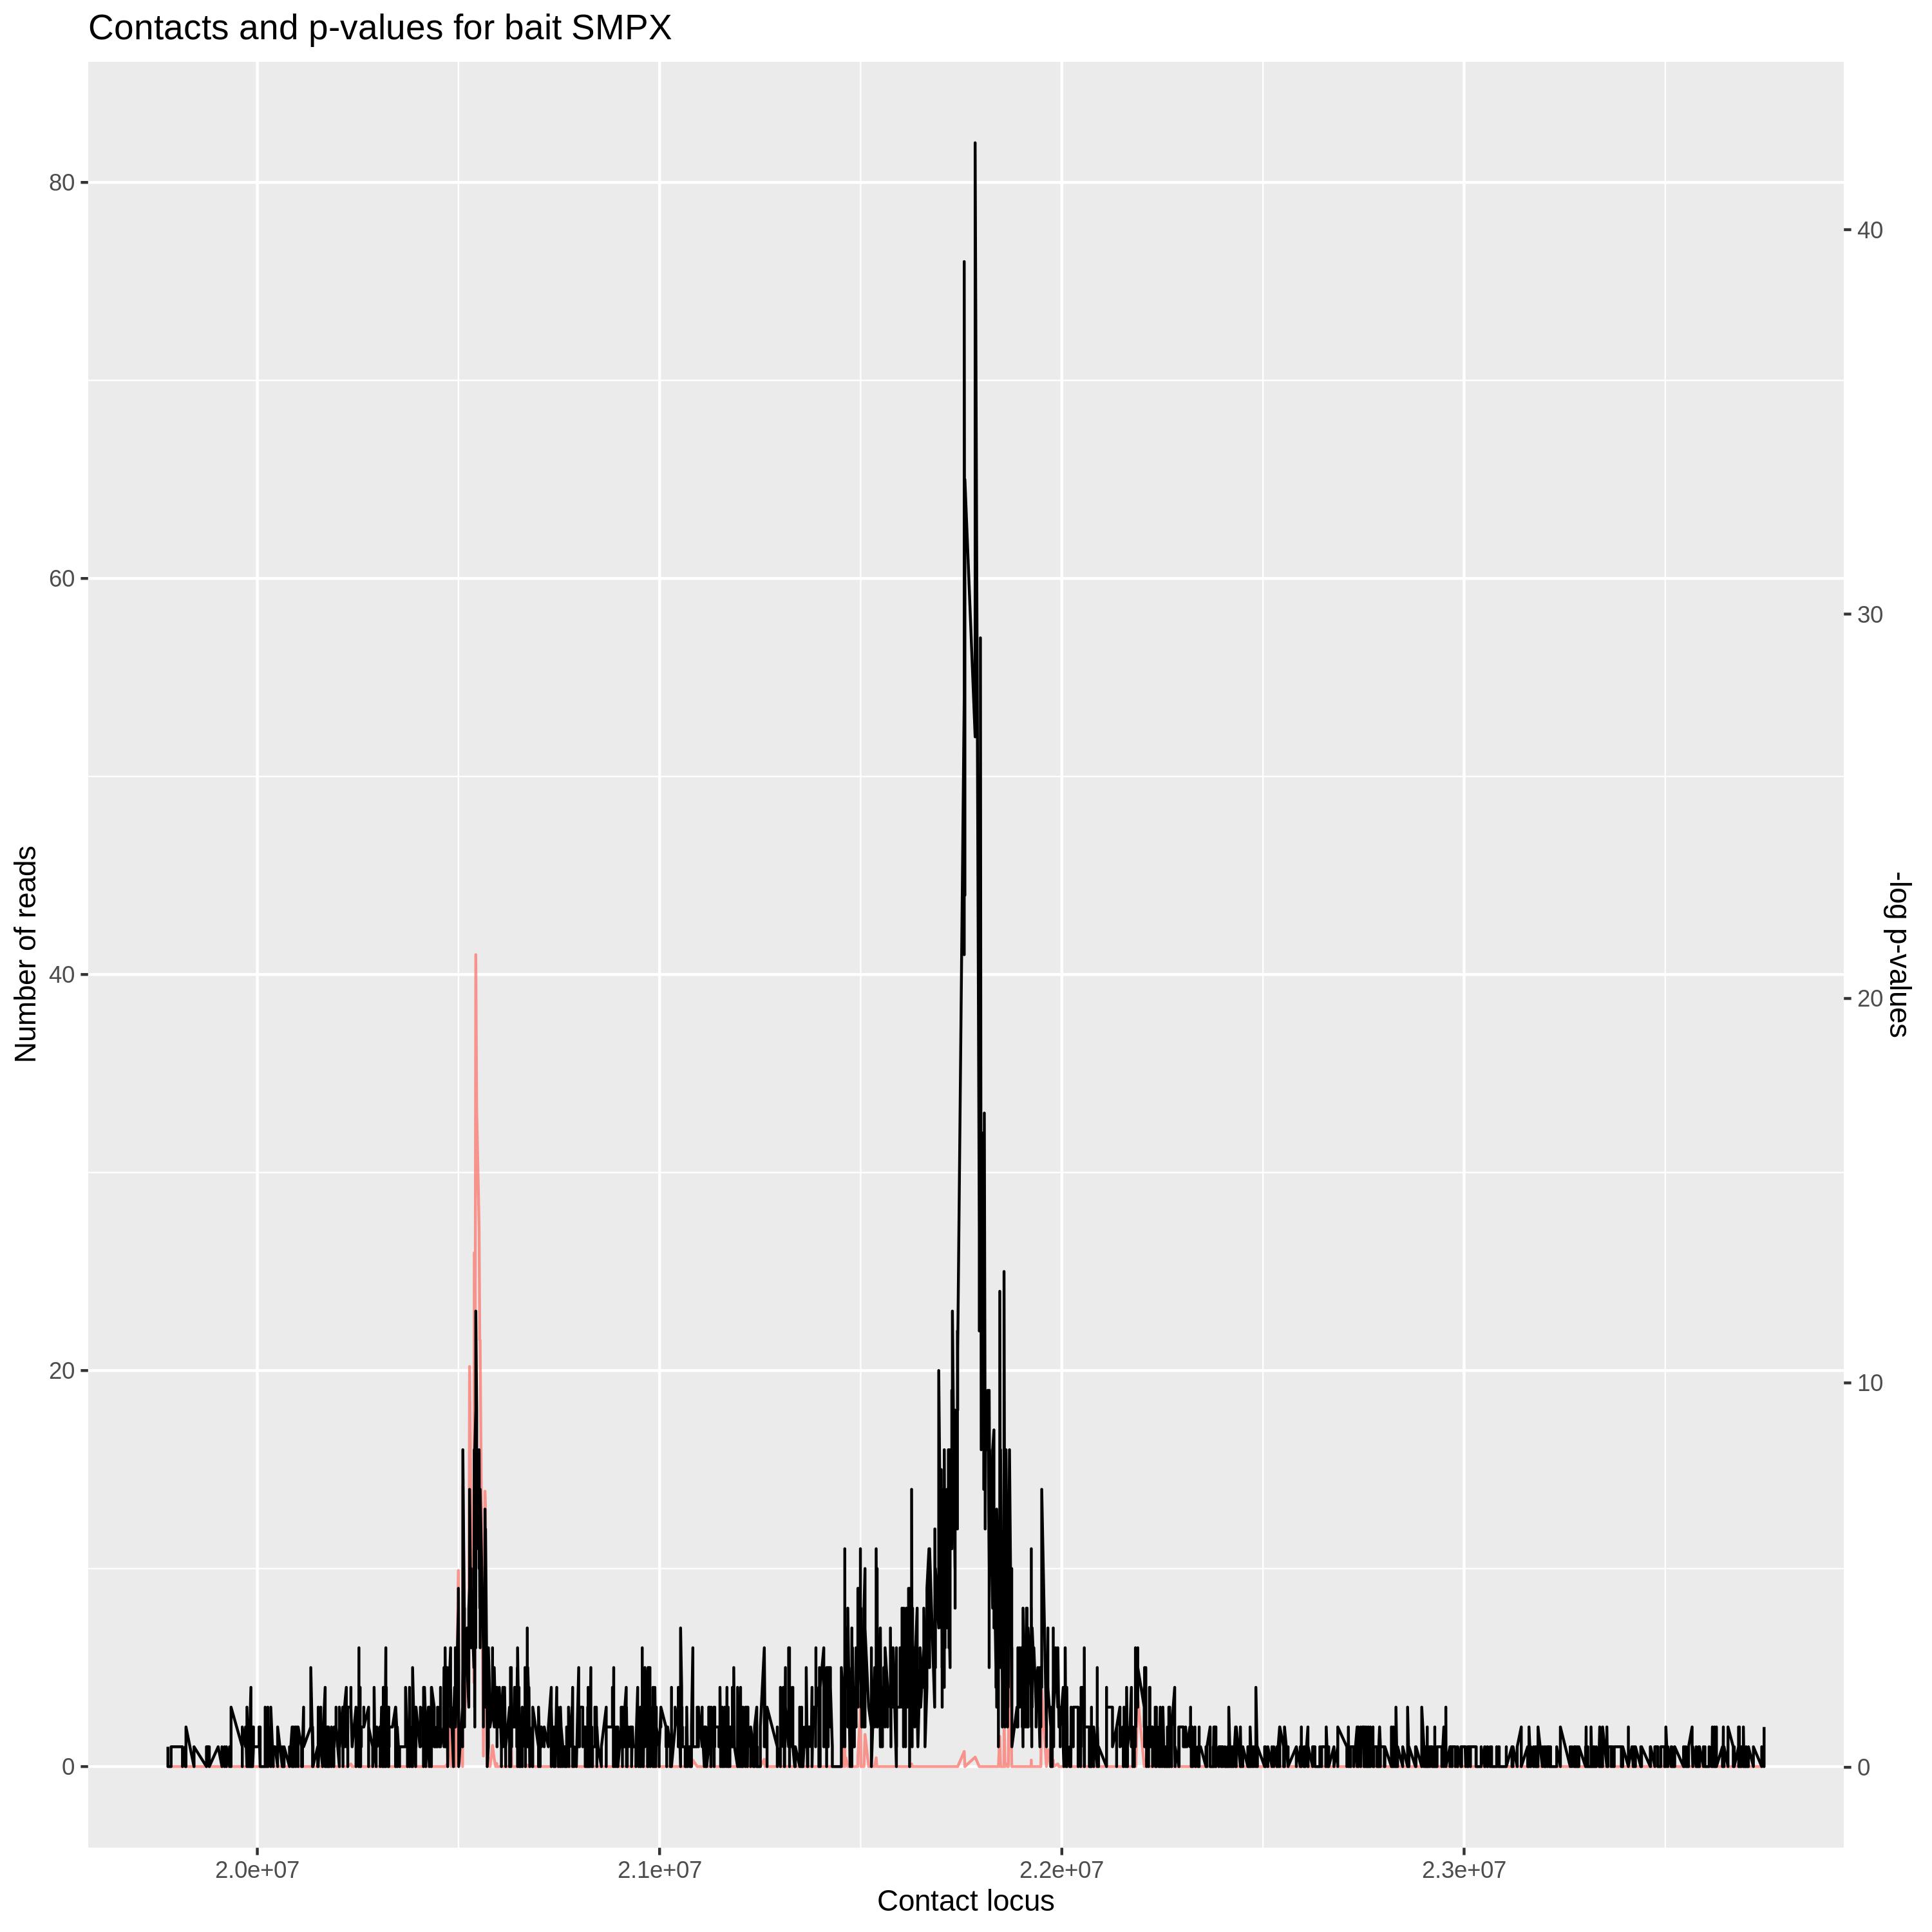 Contacts and p-values for bait SMPX
80
60
40
20
0
Number of reads
40
30
20
10
0
-log p-values
2.0e+07
2.1e+07
2.2e+07
2.3e+07
Contact locus